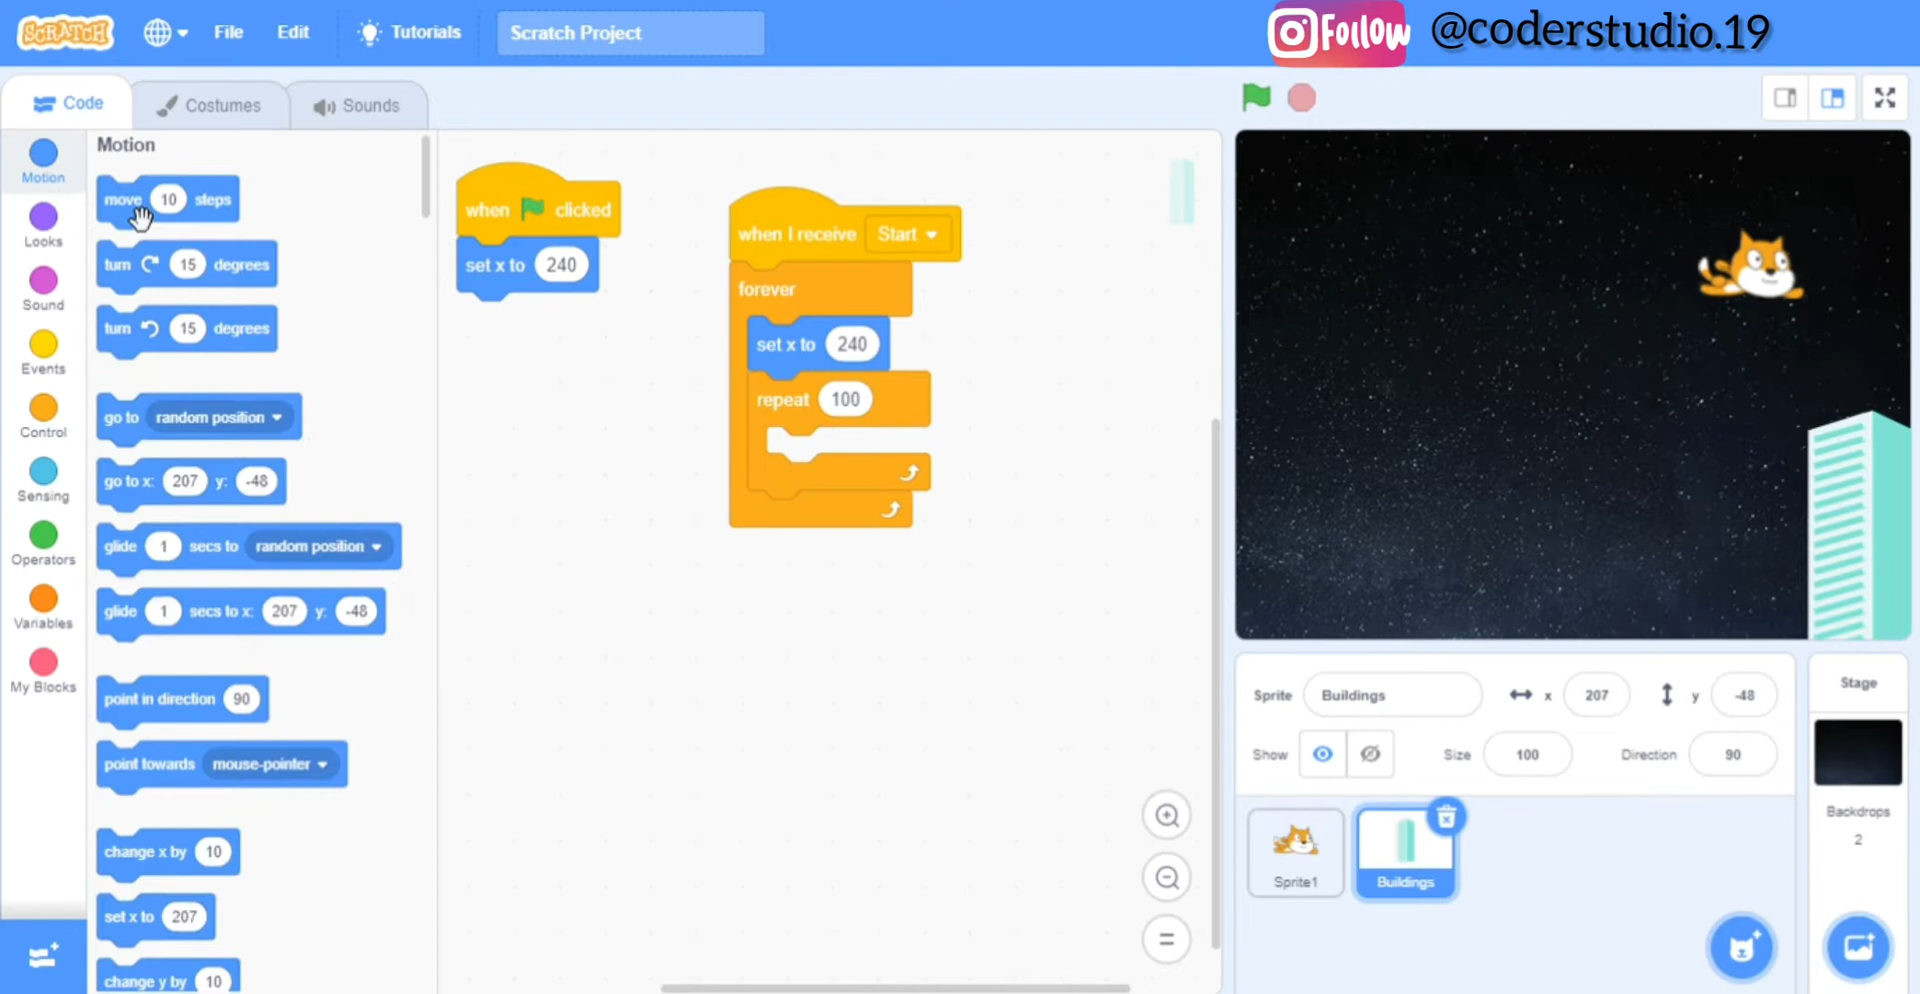 SCRATCH
File
Edit
Tutorials
Scratch Project
Follow
@coderstudio.19
Code
Costumes
Sounds
Motion
Looks
Sound
Events
Control
Sensing
Operators
Variables
My Blocks
Motion
move 10 steps
turn 15 degrees
turn 15 degrees
go to random position
go to x: 207 y: -48
glide 1 secs to random position
glide 1 secs to x: 207 y: -48
point in direction 90
point towards mouse-pointer
change x by 10
set x to 207
change y by 10
when clicked
set x to 240
when I receive Start
forever
set x to 240
repeat 100
Sprite Buildings x 207 y -48
Show Size 100 Direction 90
Sprite1
Buildings
Stage
Backdrops
2